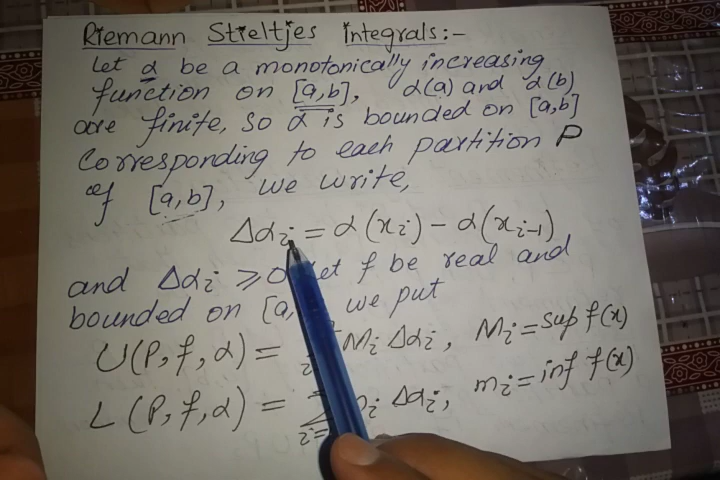 Riemann Stieltjes Integrals:-
Let α be a monotonically increasing
function on [a,b], α(a) and α(b)
are finite, so α is bounded on [a,b]
Corresponding to each partition P
of [a,b], we write,
Δαi = α(xi) - α(xi-1)
and Δαi ⩾ 0 let f be real and
bounded on [a, we put
U(P,f,α) = Mi Δαi, Mi = sup f(x)
L(P,f,α) = Σ mi Δαi, mi = inf f(x)
i=